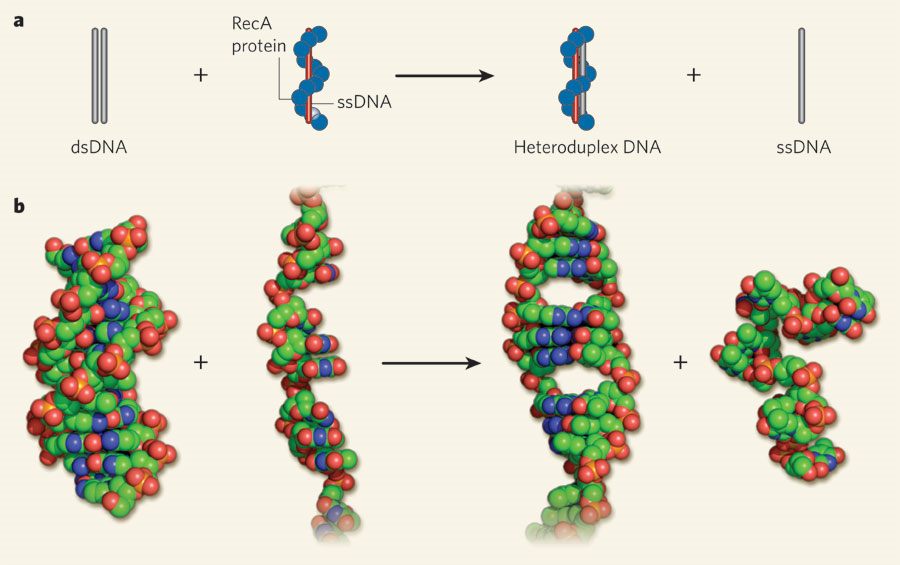 a
RecA
protein
+
ssDNA
+
dsDNA
Heteroduplex DNA
ssDNA
b
+
+